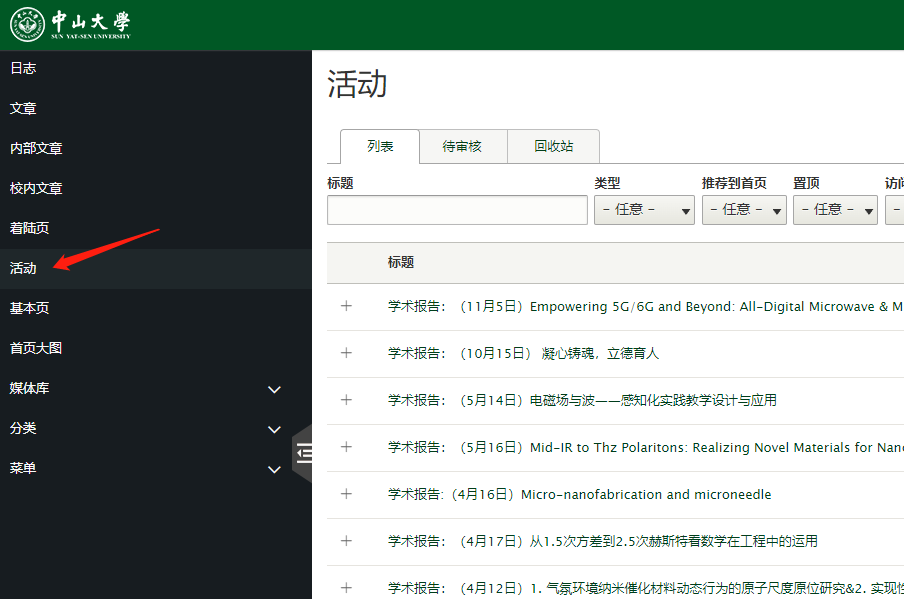 中山大學
SUN YAT-SEN UNIVERSITY
日志
文章
内部文章
校内文章
着陆页
活动
基本页
首页大图
媒体库
分类
菜单
活动
列表 待审核 回收站
标题 类型 推荐到首页 置顶 访问
- 任意 - - 任意 - - 任意 - -
标题
学术报告：（11月5日）Empowering 5G/6G and Beyond: All-Digital Microwave & M
学术报告：（10月15日） 凝心铸魂，立德育人
学术报告：（5月14日）电磁场与波——感知化实践教学设计与应用
学术报告：（5月16日）Mid-IR to Thz Polaritons: Realizing Novel Materials for Nan
学术报告:（4月16日）Micro-nanofabrication and microneedle
学术报告：（4月17日）从1.5次方差到2.5次赫斯特看数学在工程中的运用
学术报告：（4月12日）1. 气氛环境纳米催化材料动态行为的原子尺度原位研究&2. 实现性